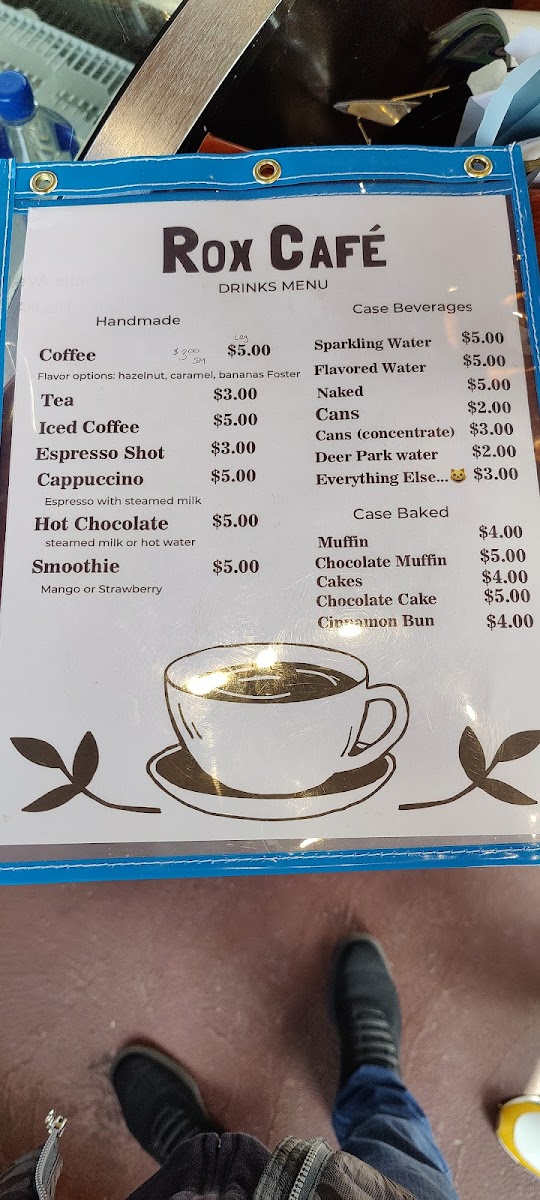 Rox Café
DRINKS MENU
Handmade
Coffee $3.00 SM Lrg $5.00
Flavor options: hazelnut, caramel, bananas Foster
Tea $3.00
Iced Coffee $5.00
Espresso Shot $3.00
Cappuccino $5.00
Espresso with steamed milk
Hot Chocolate $5.00
steamed milk or hot water
Smoothie $5.00
Mango or Strawberry
Case Beverages
Sparkling Water $5.00
Flavored Water $5.00
Naked $5.00
Cans $2.00
Cans (concentrate) $3.00
Deer Park water $2.00
Everything Else...😺 $3.00
Case Baked
Muffin $4.00
Chocolate Muffin $5.00
Cakes $4.00
Chocolate Cake $5.00
Cinnamon Bun $4.00